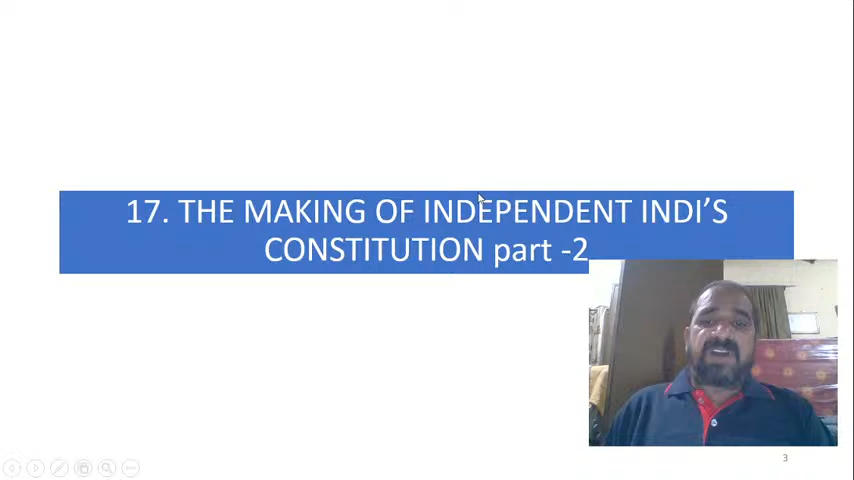 17. THE MAKING OF INDEPENDENT INDI'S
CONSTITUTION part -2
3